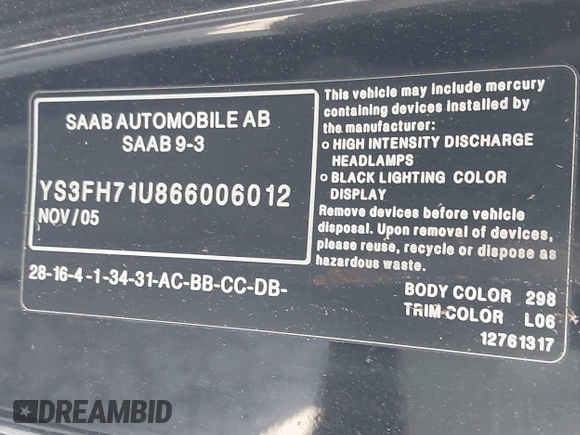 SAAB AUTOMOBILE AB
SAAB 9-3
YS3FH71U866006012
NOV/05
28-16-4 -1-34-31-AC-BB-CC-DB-
This vehicle may include mercury
containing devices installed by
the manufacturer:
o HIGH INTENSITY DISCHARGE
HEADLAMPS
o BLACK LIGHTING COLOR
DISPLAY
Remove devices before vehicle
disposal. Upon removal of devices,
please reuse, recycle or dispose as
hazardous waste.
BODY COLOR 298
TRIM COLOR L06
12761317
DREAMBID